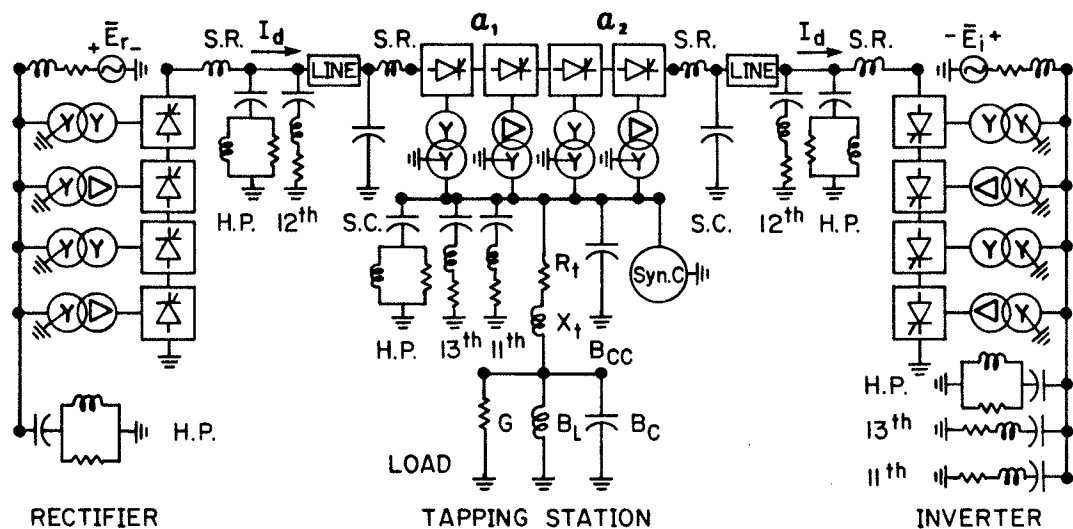 a₁ a₂
+ Ēr - S.R. Id S.R. S.R. Id S.R. - Ēi +
LINE LINE
Y Y Y Y Y Y
Y Y Y Y
Y Y
H.P. 12th S.C. S.C. 12th H.P.
Y Y Y Y
Rt Syn.C
Y Y
Xt
H.P. 13th 11th BCC
H.P.
G BL BC
H.P. 13th
LOAD
11th
RECTIFIER TAPPING STATION INVERTER